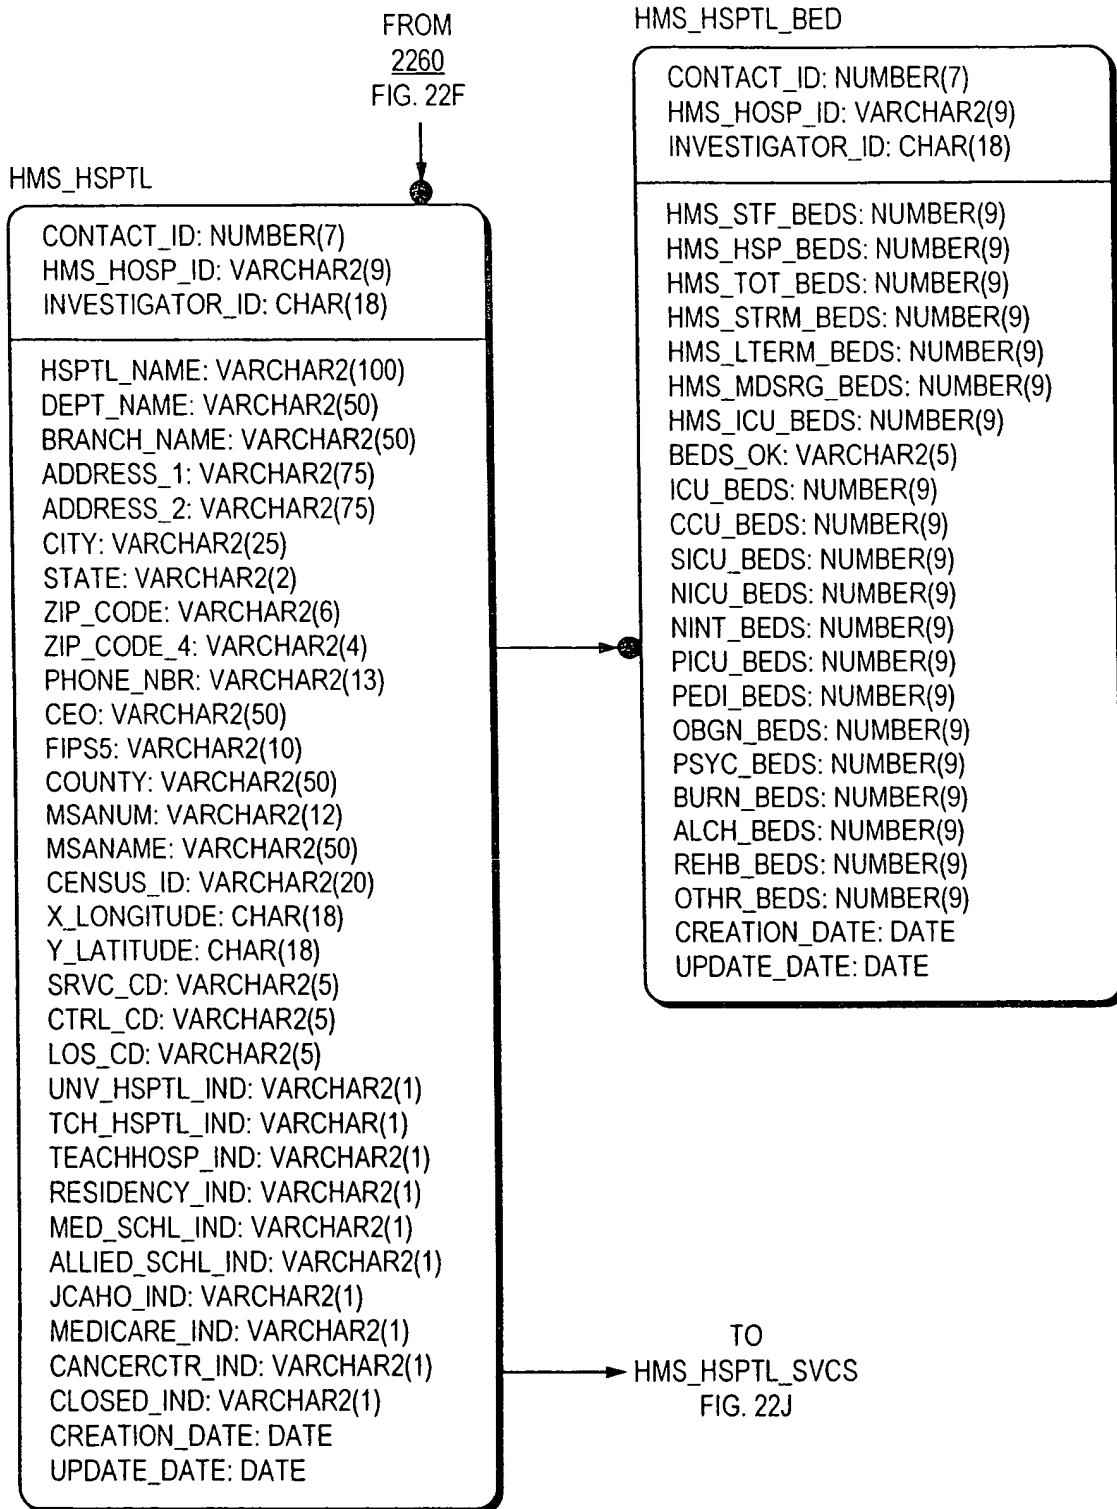 FROM
2260
FIG. 22F
HMS_HSPTL
CONTACT_ID: NUMBER(7)
HMS_HOSP_ID: VARCHAR2(9)
INVESTIGATOR_ID: CHAR(18)
HSPTL_NAME: VARCHAR2(100)
DEPT_NAME: VARCHAR2(50)
BRANCH_NAME: VARCHAR2(50)
ADDRESS_1: VARCHAR2(75)
ADDRESS_2: VARCHAR2(75)
CITY: VARCHAR2(25)
STATE: VARCHAR2(2)
ZIP_CODE: VARCHAR2(6)
ZIP_CODE_4: VARCHAR2(4)
PHONE_NBR: VARCHAR2(13)
CEO: VARCHAR2(50)
FIPS5: VARCHAR2(10)
COUNTY: VARCHAR2(50)
MSANUM: VARCHAR2(12)
MSANAME: VARCHAR2(50)
CENSUS_ID: VARCHAR2(20)
X_LONGITUDE: CHAR(18)
Y_LATITUDE: CHAR(18)
SRVC_CD: VARCHAR2(5)
CTRL_CD: VARCHAR2(5)
LOS_CD: VARCHAR2(5)
UNV_HSPTL_IND: VARCHAR2(1)
TCH_HSPTL_IND: VARCHAR(1)
TEACHHOSP_IND: VARCHAR2(1)
RESIDENCY_IND: VARCHAR2(1)
MED_SCHL_IND: VARCHAR2(1)
ALLIED_SCHL_IND: VARCHAR2(1)
JCAHO_IND: VARCHAR2(1)
MEDICARE_IND: VARCHAR2(1)
CANCERCTR_IND: VARCHAR2(1)
CLOSED_IND: VARCHAR2(1)
CREATION_DATE: DATE
UPDATE_DATE: DATE
HMS_HSPTL_BED
CONTACT_ID: NUMBER(7)
HMS_HOSP_ID: VARCHAR2(9)
INVESTIGATOR_ID: CHAR(18)
HMS_STF_BEDS: NUMBER(9)
HMS_HSP_BEDS: NUMBER(9)
HMS_TOT_BEDS: NUMBER(9)
HMS_STRM_BEDS: NUMBER(9)
HMS_LTERM_BEDS: NUMBER(9)
HMS_MDSRG_BEDS: NUMBER(9)
HMS_ICU_BEDS: NUMBER(9)
BEDS_OK: VARCHAR2(5)
ICU_BEDS: NUMBER(9)
CCU_BEDS: NUMBER(9)
SICU_BEDS: NUMBER(9)
NICU_BEDS: NUMBER(9)
NINT_BEDS: NUMBER(9)
PICU_BEDS: NUMBER(9)
PEDI_BEDS: NUMBER(9)
OBGN_BEDS: NUMBER(9)
PSYC_BEDS: NUMBER(9)
BURN_BEDS: NUMBER(9)
ALCH_BEDS: NUMBER(9)
REHB_BEDS: NUMBER(9)
OTHR_BEDS: NUMBER(9)
CREATION_DATE: DATE
UPDATE_DATE: DATE
TO
HMS_HSPTL_SVCS
FIG. 22J